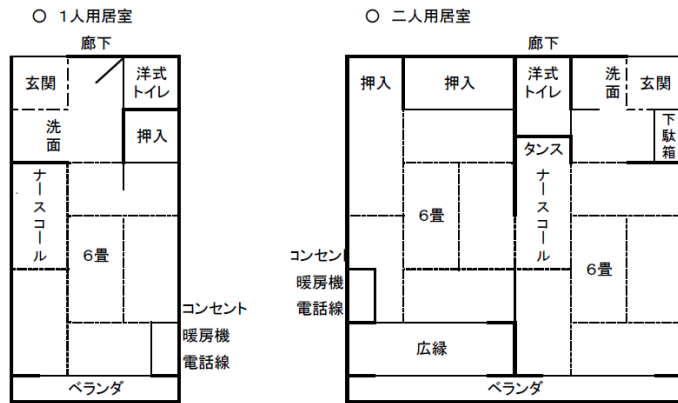 ○ 1人用居室
廊下
玄関
洋式
トイレ
洗面
押入
ナースコール
6畳
コンセント
暖房機
電話線
ベランダ
○ 二人用居室
廊下
押入
押入
洋式
トイレ
洗面
玄関
下駄箱
タンス
ナースコール
6畳
6畳
コンセント
暖房機
電話線
広縁
ベランダ